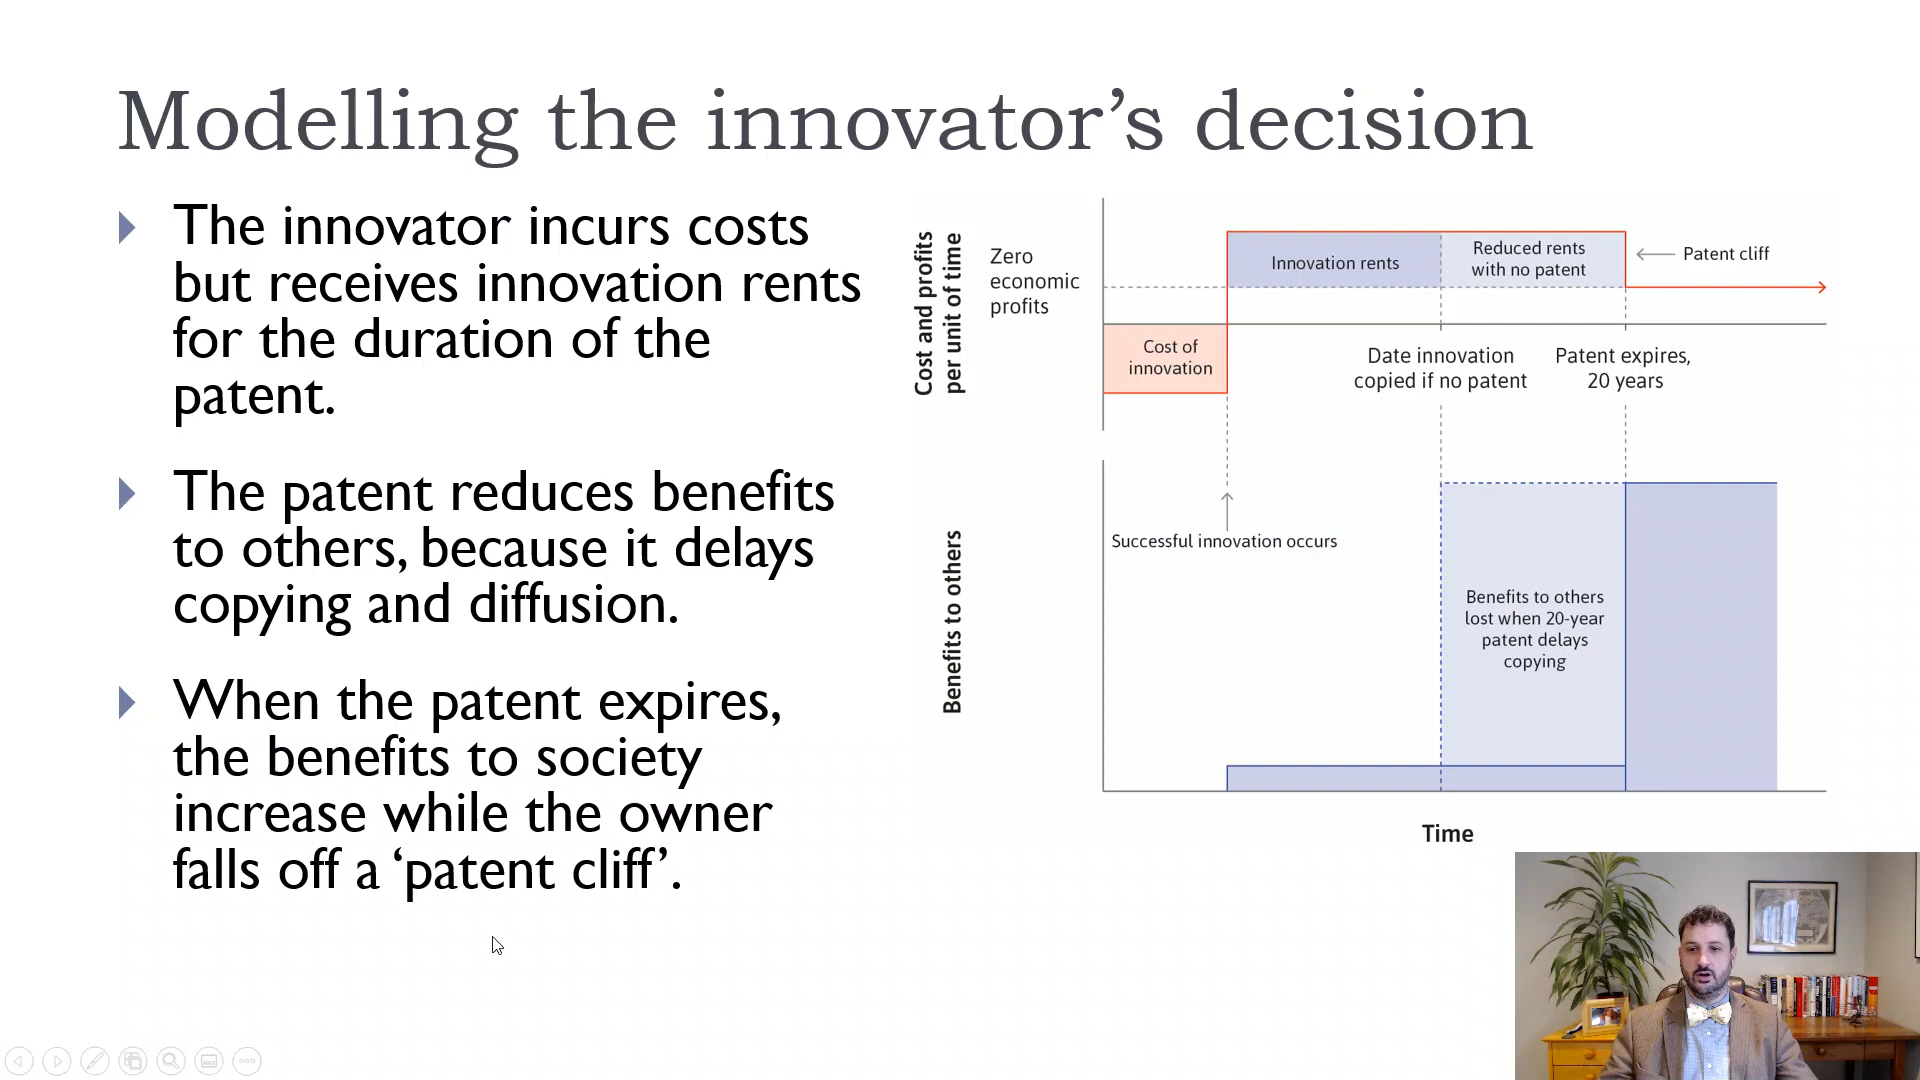 Modelling the innovator’s decision
The innovator incurs costs
but receives innovation rents
for the duration of the
patent.
The patent reduces benefits
to others, because it delays
copying and diffusion.
When the patent expires,
the benefits to society
increase while the owner
falls off a ‘patent cliff’.
Cost and profits
per unit of time
Zero
economic
profits
Innovation rents
Reduced rents
with no patent
Patent cliff
Cost of
innovation
Date innovation
copied if no patent
Patent expires,
20 years
Successful innovation occurs
Benefits to others
Benefits to others
lost when 20-year
patent delays
copying
Time